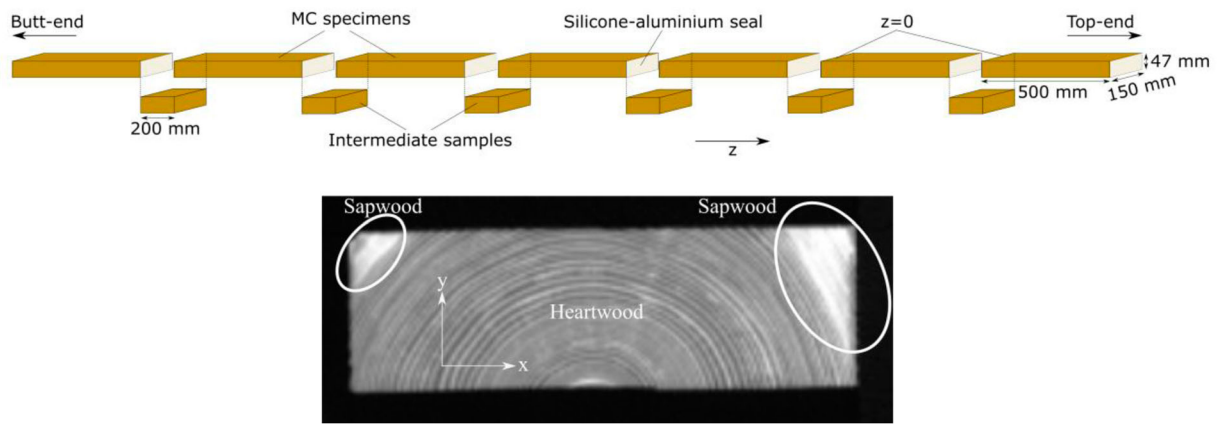 Butt-end
MC specimens
Silicone-aluminium seal
z=0
Top-end
47 mm
500 mm
150 mm
200 mm
Intermediate samples
z
Sapwood
Sapwood
y
Heartwood
x